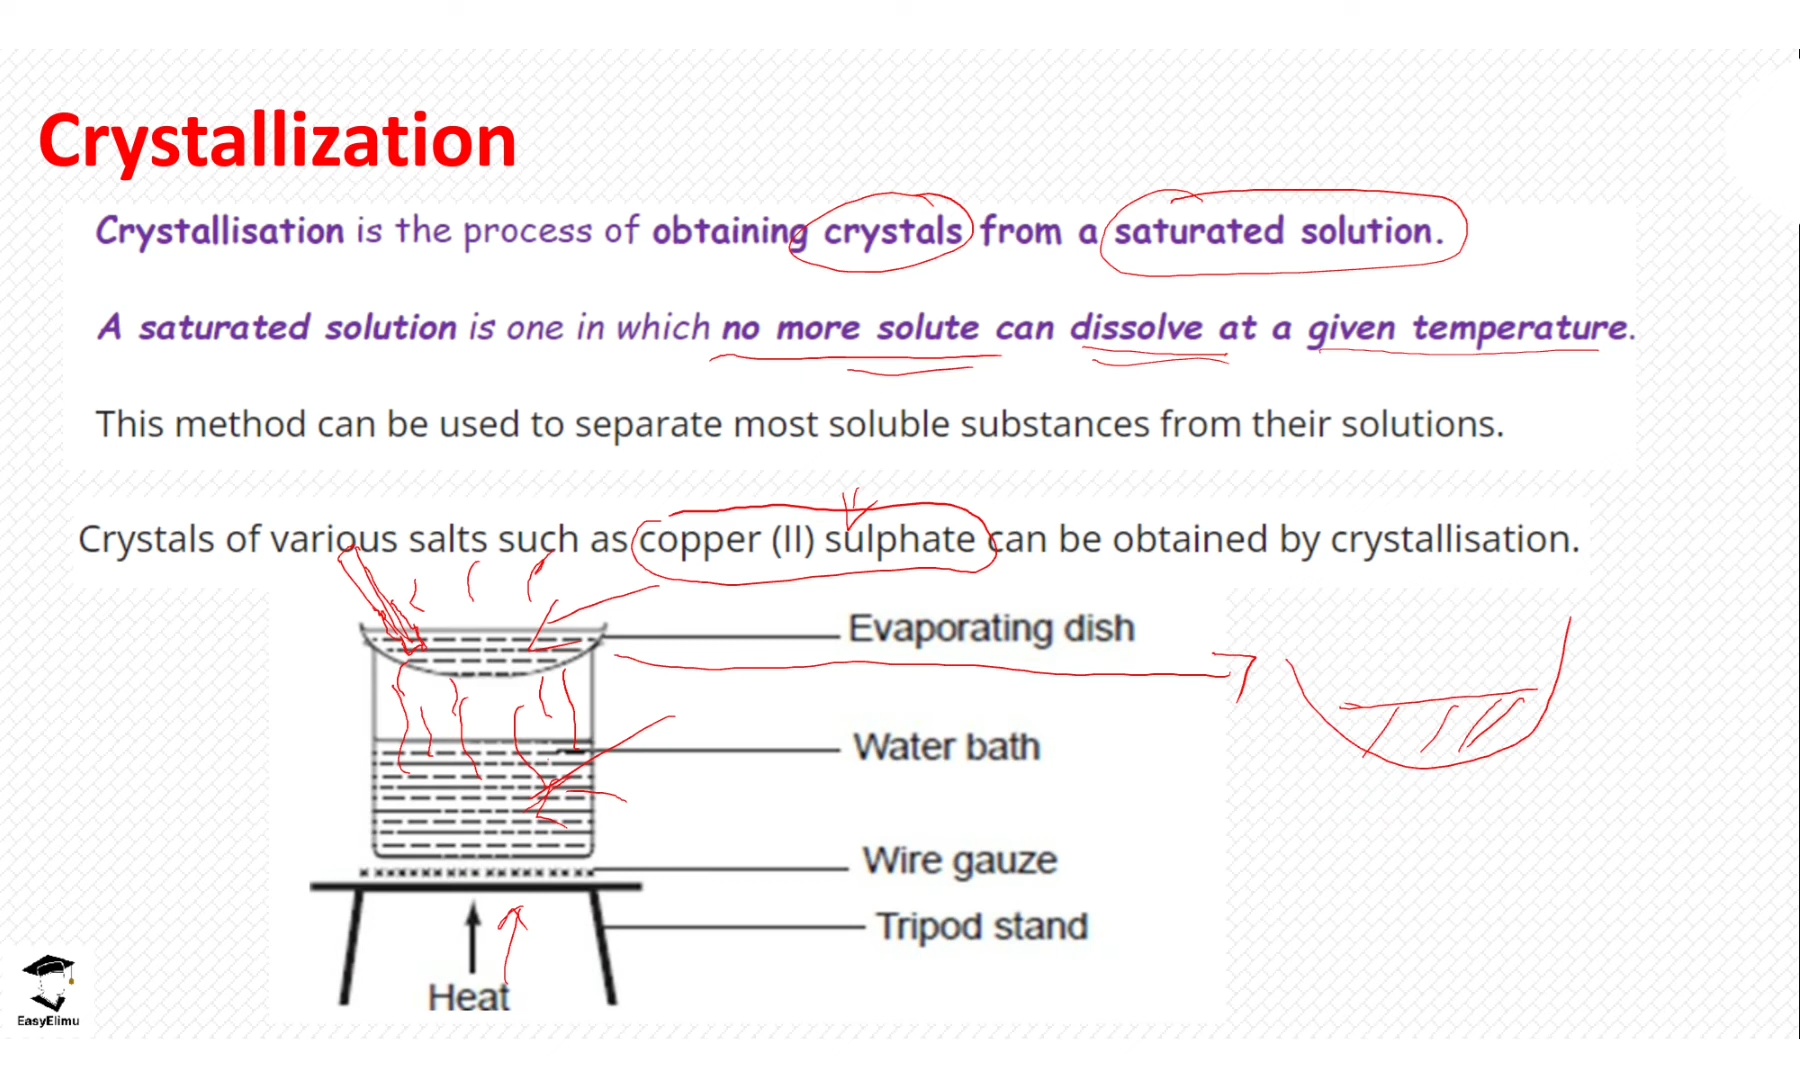 Crystallization
Crystallisation is the process of obtaining crystals from a saturated solution.
A saturated solution is one in which no more solute can dissolve at a given temperature.
This method can be used to separate most soluble substances from their solutions.
Crystals of various salts such as copper (II) sulphate can be obtained by crystallisation.
Evaporating dish
Water bath
Wire gauze
Tripod stand
Heat
EasyElimu